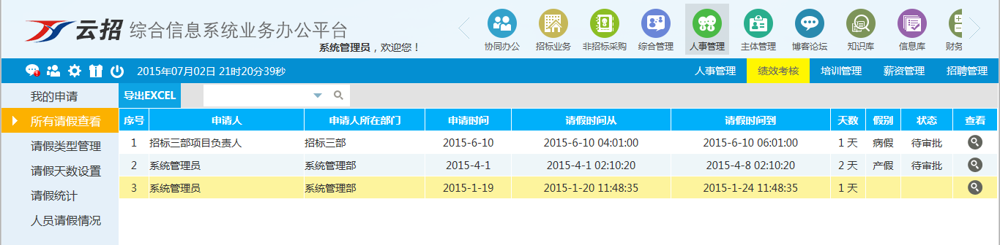 云招 综合信息系统业务办公平台
系统管理员，欢迎您！
协同办公 招标业务 非招标采购 综合管理 人事管理 主体管理 博客论坛 知识库 信息库 财务
2015年07月02日 21时20分39秒
人事管理 绩效考核 培训管理 薪资管理 招聘管理
我的申请
所有请假查看
请假类型管理
请假天数设置
请假统计
人员请假情况
导出EXCEL
序号 申请人 申请人所在部门 申请时间 请假时间从 请假时间到 天数 假别 状态 查看
1 招标三部项目负责人 招标三部 2015-6-10 2015-6-10 04:01:00 2015-6-10 06:01:00 1 天 病假 待审批
2 系统管理员 系统管理部 2015-4-1 2015-4-1 02:10:20 2015-4-8 02:10:20 2 天 产假 待审批
3 系统管理员 系统管理部 2015-1-19 2015-1-20 11:48:35 2015-1-24 11:48:35 1 天